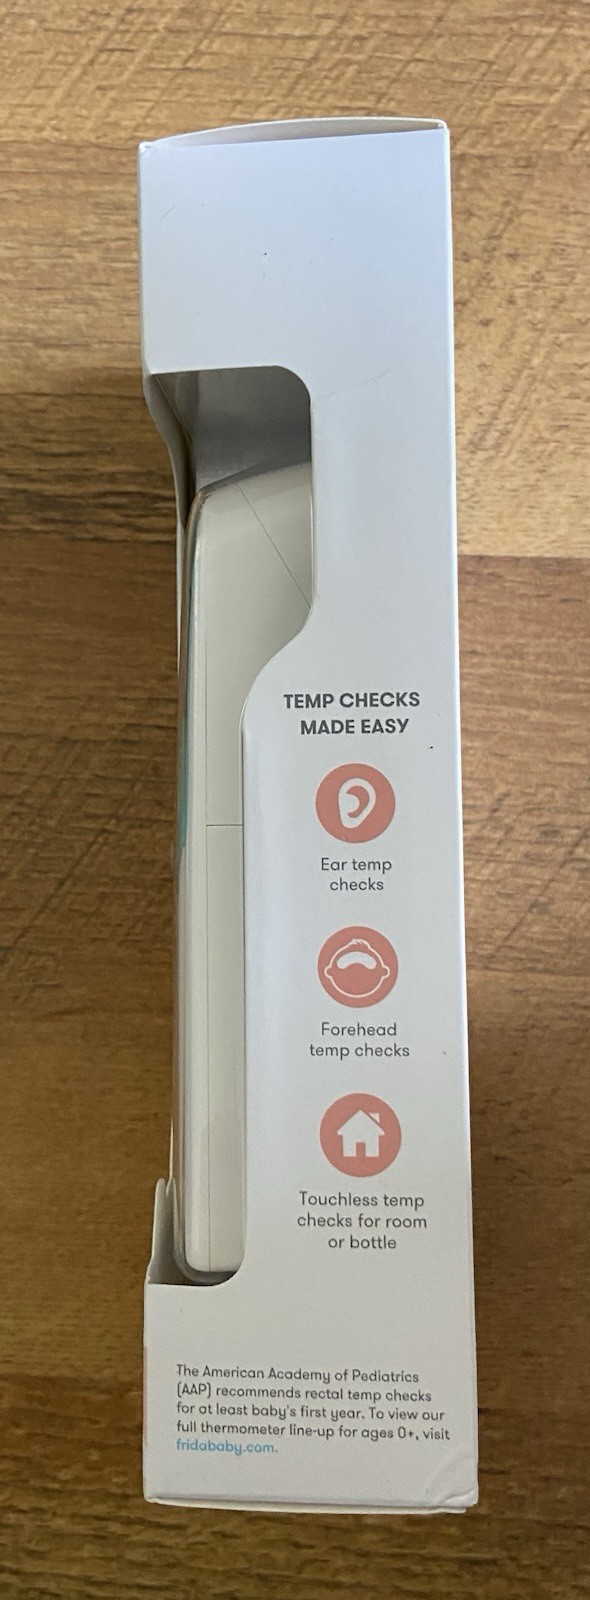 TEMP CHECKS
MADE EASY
Ear temp
checks
Forehead
temp checks
Touchless temp
checks for room
or bottle
The American Academy of Pediatrics
(AAP) recommends rectal temp checks
for at least baby's first year. To view our
full thermometer line-up for ages 0+, visit
fridababy.com.